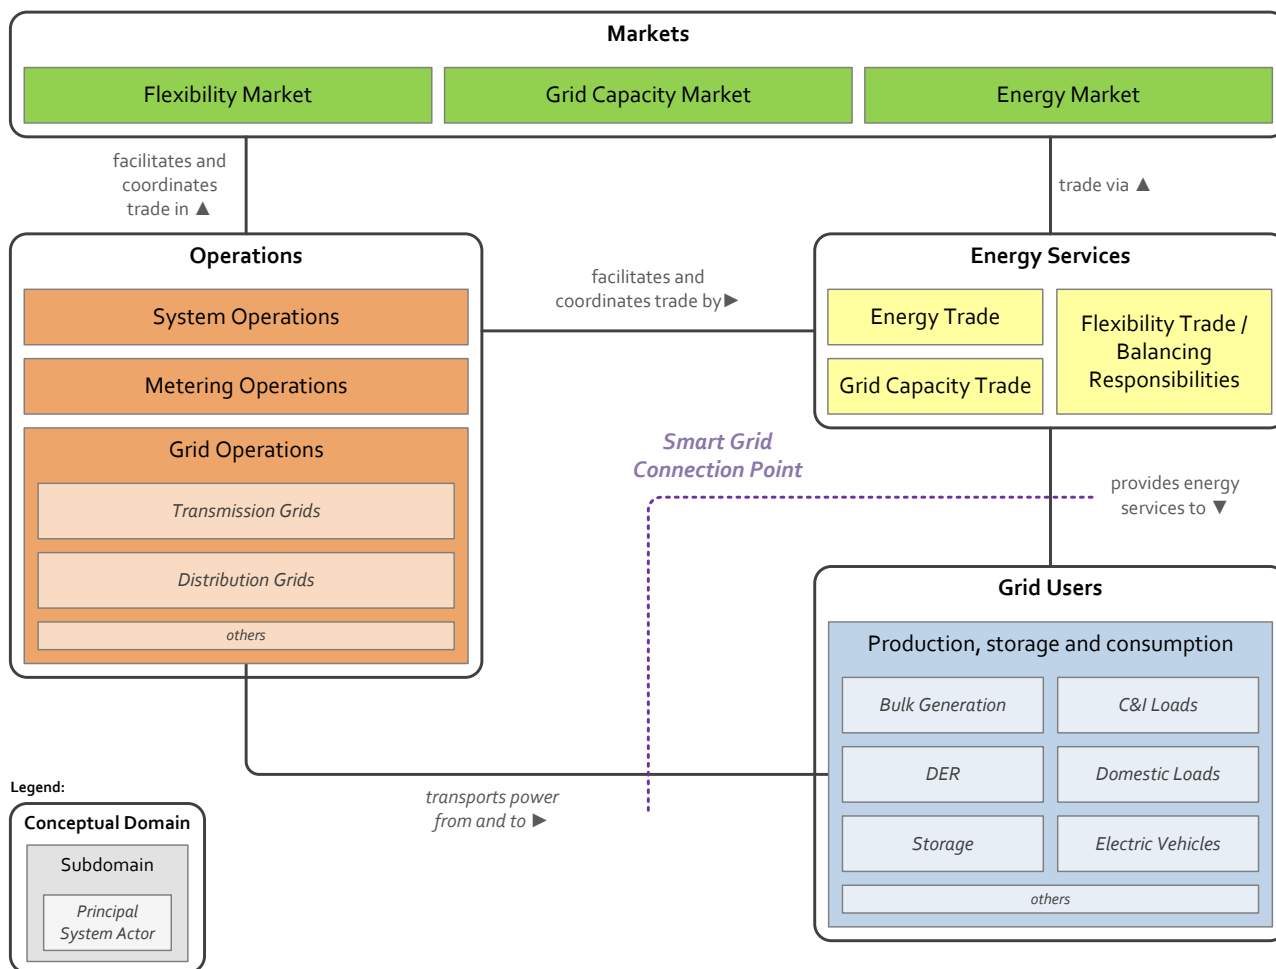 Markets
Flexibility Market
Grid Capacity Market
Energy Market
facilitates and
coordinates
trade in ▲
trade via ▲
Operations
System Operations
Metering Operations
Grid Operations
Transmission Grids
Distribution Grids
others
facilitates and
coordinates trade by ►
Energy Services
Energy Trade
Grid Capacity Trade
Flexibility Trade /
Balancing
Responsibilities
Smart Grid
Connection Point
provides energy
services to ▼
Grid Users
Production, storage and consumption
Bulk Generation
C&I Loads
DER
Domestic Loads
Storage
Electric Vehicles
others
transports power
from and to ►
Legend:
Conceptual Domain
Subdomain
Principal
System Actor